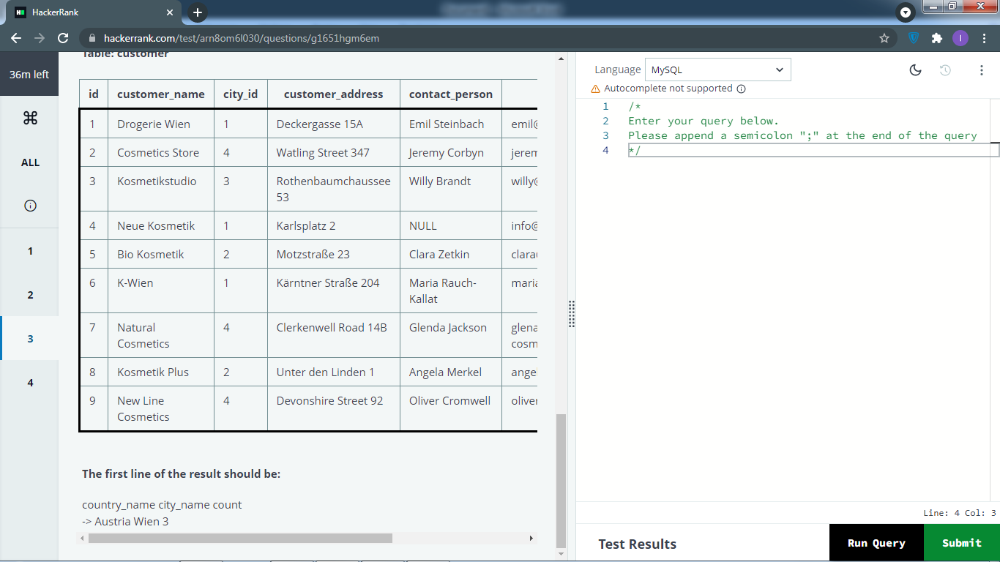 HackerRank
hackerrank.com/test/arn8om6l030/questions/g1651hgm6em
I
36m left
ALL
1
2
3
4
Table: customer
id customer_name city_id customer_address contact_person
1 Drogerie Wien 1 Deckergasse 15A Emil Steinbach emil@
2 Cosmetics Store 4 Watling Street 347 Jeremy Corbyn jerem
3 Kosmetikstudio 3 Rothenbaumchaussee Willy Brandt willy@
53
4 Neue Kosmetik 1 Karlsplatz 2 NULL info@
5 Bio Kosmetik 2 Motzstraße 23 Clara Zetkin clara
6 K-Wien 1 Kärntner Straße 204 Maria Rauch- maria
Kallat
7 Natural 4 Clerkenwell Road 14B Glenda Jackson glena
Cosmetics cosm
8 Kosmetik Plus 2 Unter den Linden 1 Angela Merkel ange
9 New Line 4 Devonshire Street 92 Oliver Cromwell oliver
Cosmetics
The first line of the result should be:
country_name city_name count
-> Austria Wien 3
Language MySQL
Autocomplete not supported
1 /*
2 Enter your query below.
3 Please append a semicolon ";" at the end of the query
4 */
Line: 4 Col: 3
Test Results
Run Query
Submit